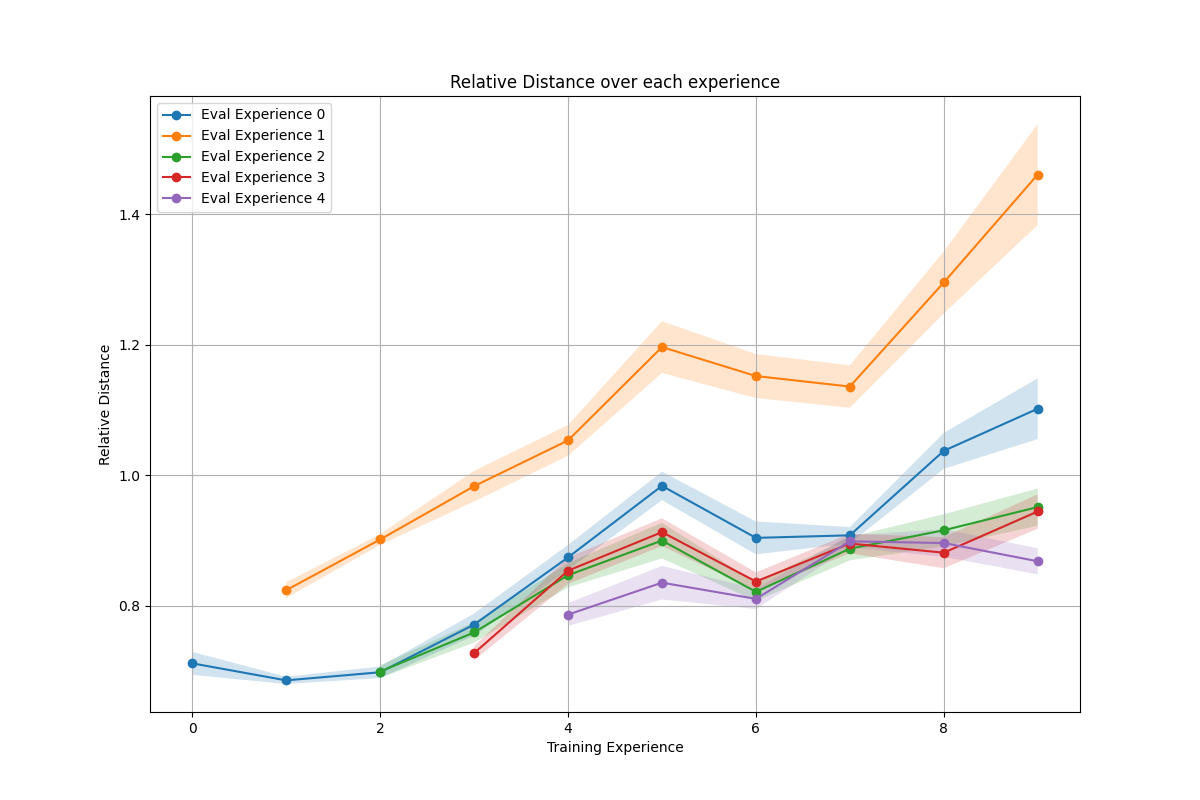 Relative Distance over each experience
Eval Experience 0
Eval Experience 1
Eval Experience 2
Eval Experience 3
Eval Experience 4
1.4
1.2
1.0
0.8
Relative Distance
0 2 4 6 8
Training Experience